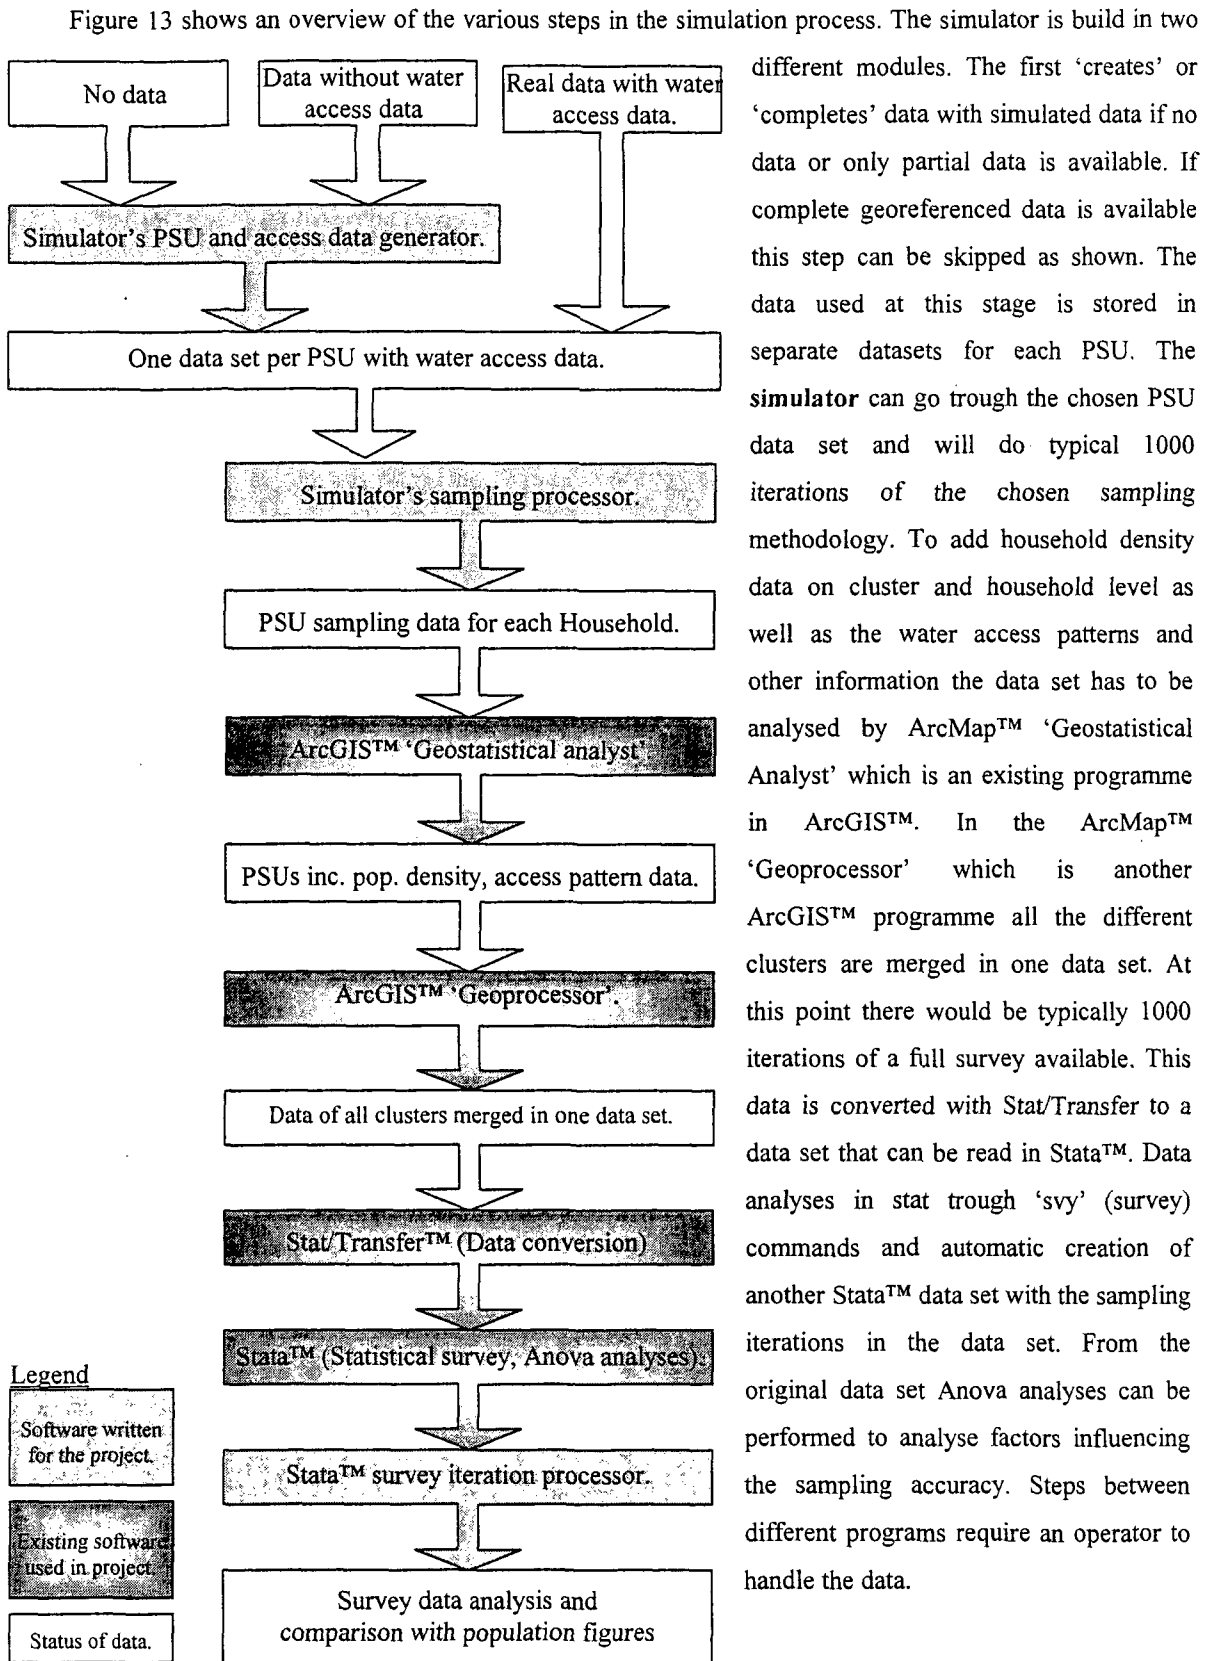 Figure 13 shows an overview of the various steps in the simulation process. The simulator is build in two
different modules. The first ‘creates’ or
‘completes’ data with simulated data if no
data or only partial data is available. If
complete georeferenced data is available
this step can be skipped as shown. The
data used at this stage is stored in
separate datasets for each PSU. The
simulator can go trough the chosen PSU
data set and will do typical 1000
iterations of the chosen sampling
methodology. To add household density
data on cluster and household level as
well as the water access patterns and
other information the data set has to be
analysed by ArcMap™ ‘Geostatistical
Analyst’ which is an existing programme
in ArcGIS™. In the ArcMap™
‘Geoprocessor’ which is another
ArcGIS™ programme all the different
clusters are merged in one data set. At
this point there would be typically 1000
iterations of a full survey available. This
data is converted with Stat/Transfer to a
data set that can be read in Stata™. Data
analyses in stat trough ‘svy’ (survey)
commands and automatic creation of
another Stata™ data set with the sampling
iterations in the data set. From the
original data set Anova analyses can be
performed to analyse factors influencing
the sampling accuracy. Steps between
different programs require an operator to
handle the data.
No data
Data without water
access data
Real data with water
access data.
Simulator’s PSU and access data generator.
One data set per PSU with water access data.
Simulator’s sampling processor.
PSU sampling data for each Household.
ArcGIS™ ‘Geostatistical analyst’
PSUs inc. pop. density, access pattern data.
ArcGIS™ ‘Geoprocessor’.
Data of all clusters merged in one data set.
Stat/Transfer™ (Data conversion)
Stata™ (Statistical survey, Anova analyses).
Stata™ survey iteration processor.
Survey data analysis and
comparison with population figures
Legend
Software written
for the project.
Existing software
used in project.
Status of data.